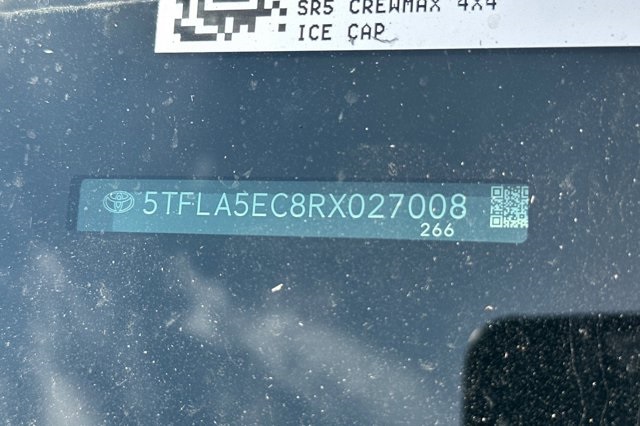 SR5 CREWMAX 4X4
ICE CAP
5TFLA5EC8RX027008
266